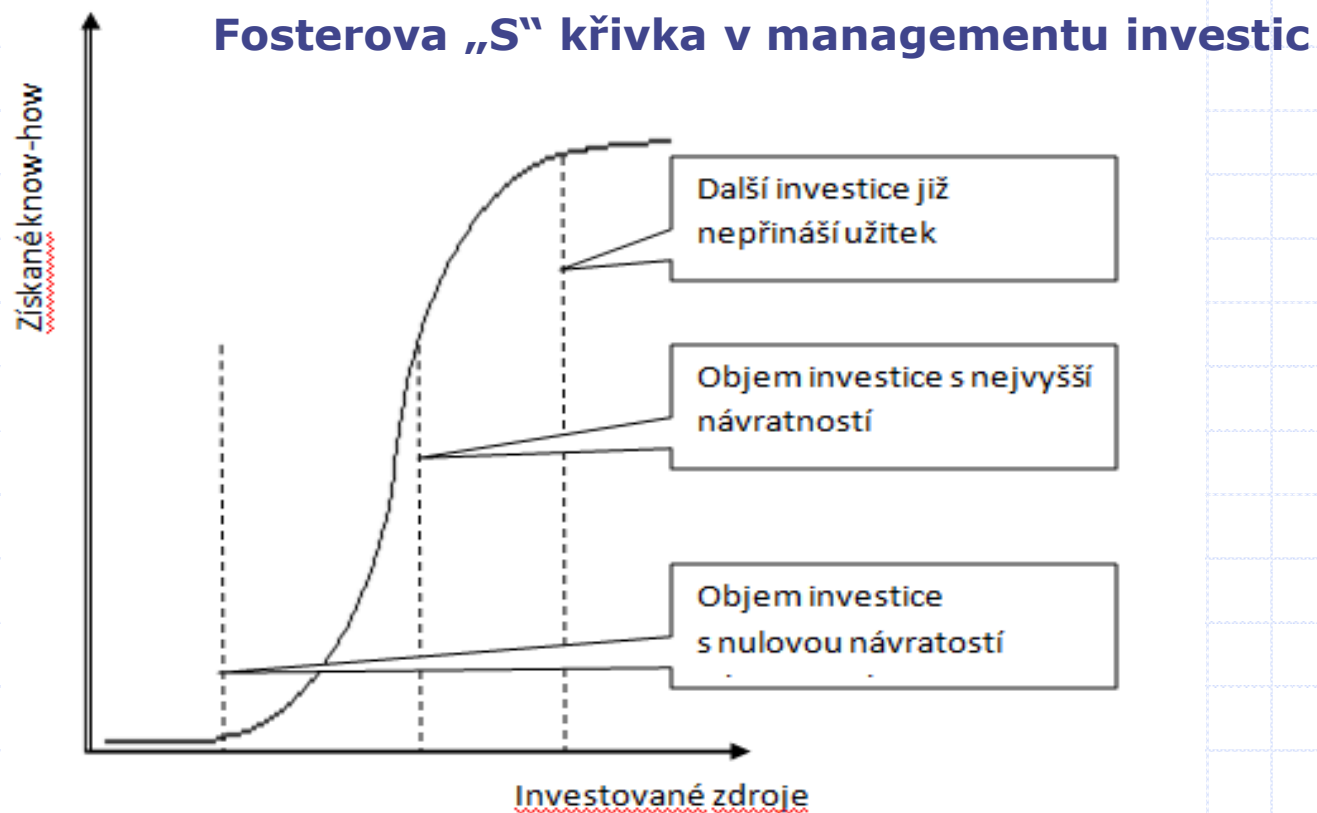 Fosterova „S“ křivka v managementu investic
Získané know-how
Další investice již
nepřináší užitek
Objem investice s nejvyšší
návratností
Objem investice
s nulovou návratostí
Investované zdroje